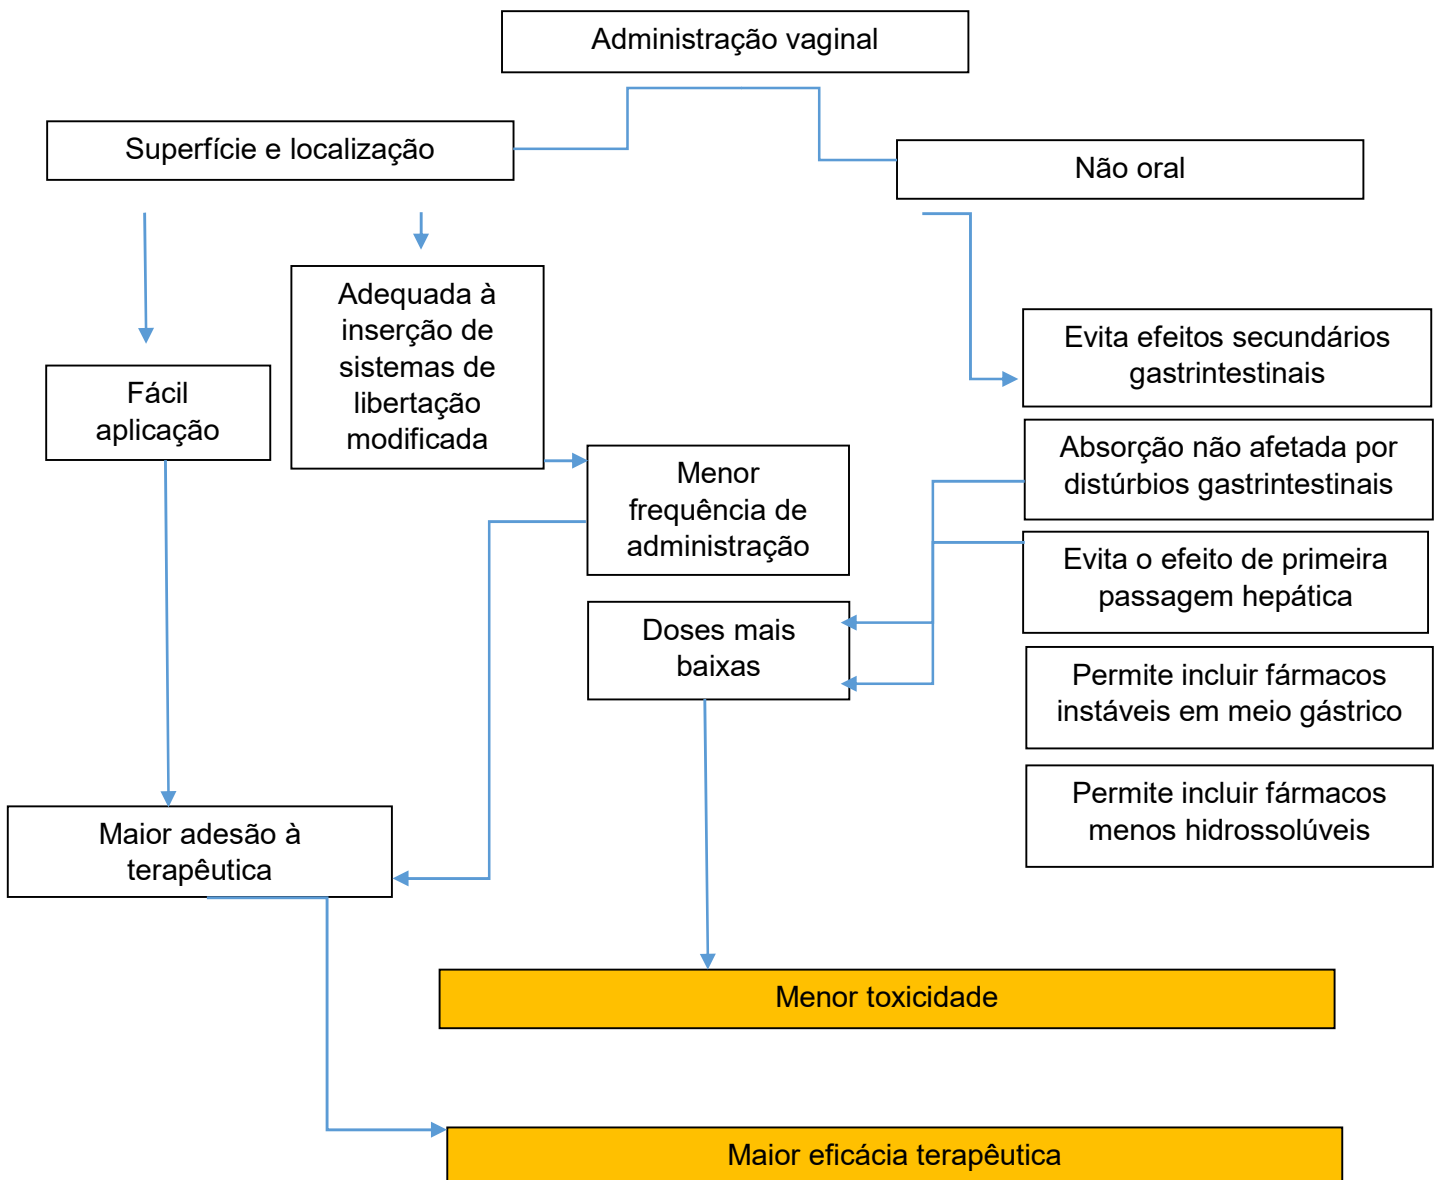 Administração vaginal
Superfície e localização
Não oral
Fácil
aplicação
Adequada à
inserção de
sistemas de
libertação
modificada
Menor
frequência de
administração
Doses mais
baixas
Evita efeitos secundários
gastrintestinais
Absorção não afetada por
distúrbios gastrintestinais
Evita o efeito de primeira
passagem hepática
Permite incluir fármacos
instáveis em meio gástrico
Permite incluir fármacos
menos hidrossolúveis
Maior adesão à
terapêutica
Menor toxicidade
Maior eficácia terapêutica